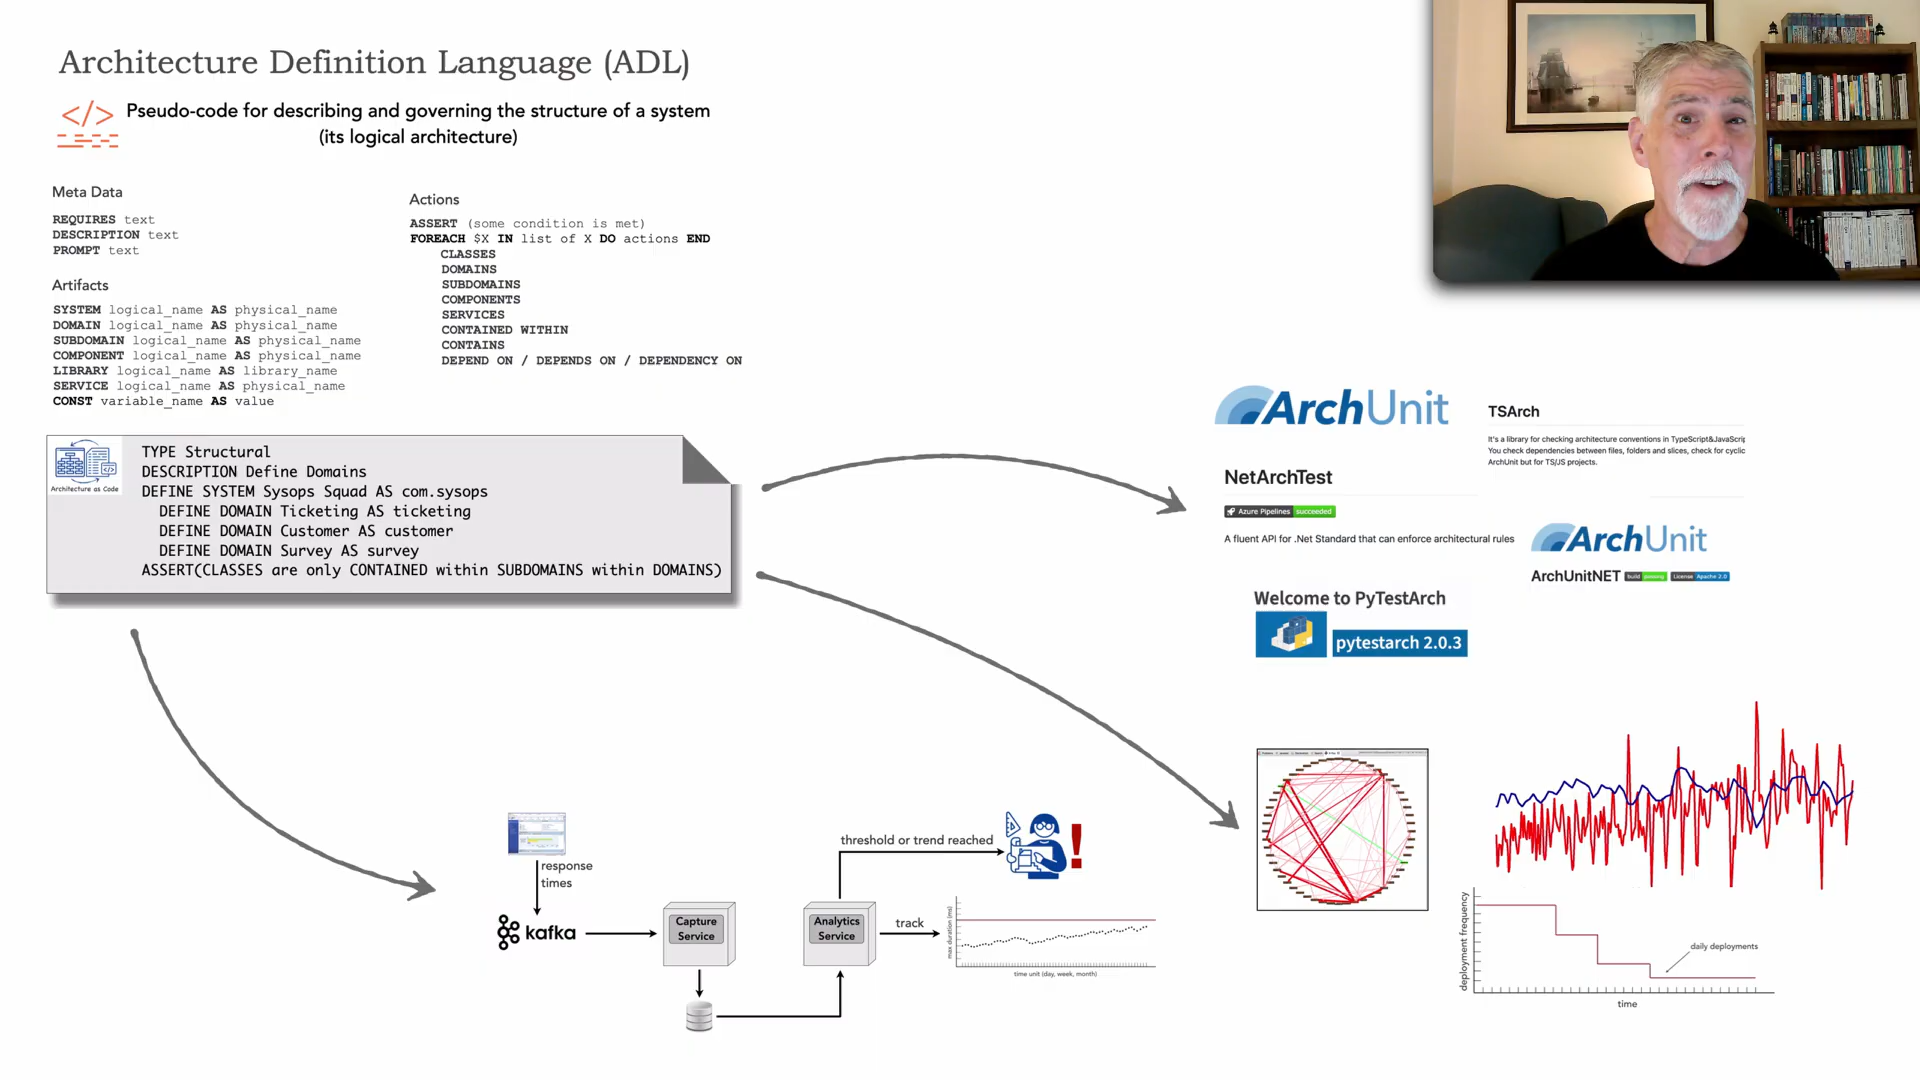 Architecture Definition Language (ADL)
</>
Pseudo-code for describing and governing the structure of a system
(its logical architecture)
Meta Data
REQUIRES text
DESCRIPTION text
PROMPT text
Artifacts
SYSTEM logical_name AS physical_name
DOMAIN logical_name AS physical_name
SUBDOMAIN logical_name AS physical_name
COMPONENT logical_name AS physical_name
LIBRARY logical_name AS library_name
SERVICE logical_name AS physical_name
CONST variable_name AS value
Actions
ASSERT (some condition is met)
FOREACH $X IN list of X DO actions END
CLASSES
DOMAINS
SUBDOMAINS
COMPONENTS
SERVICES
CONTAINED WITHIN
CONTAINS
DEPEND ON / DEPENDS ON / DEPENDENCY ON
Architecture as Code
TYPE Structural
DESCRIPTION Define Domains
DEFINE SYSTEM Sysops Squad AS com.sysops
DEFINE DOMAIN Ticketing AS ticketing
DEFINE DOMAIN Customer AS customer
DEFINE DOMAIN Survey AS survey
ASSERT(CLASSES are only CONTAINED within SUBDOMAINS within DOMAINS)
ArchUnit
TSArch
It's a library for checking architecture conventions in TypeScript&JavaScrip
You check dependencies between files, folders and slices, check for cyclic
ArchUnit but for TS/JS projects.
NetArchTest
Azure Pipelines succeeded
A fluent API for .Net Standard that can enforce architectural rules
ArchUnit
ArchUnitNET build passing License Apache 2.0
Welcome to PyTestArch
pytestarch 2.0.3
response
times
kafka
Capture
Service
Analytics
Service
threshold or trend reached
!
track
max duration (ms)
time unit (day, week, month)
deployment frequency
daily deployments
time